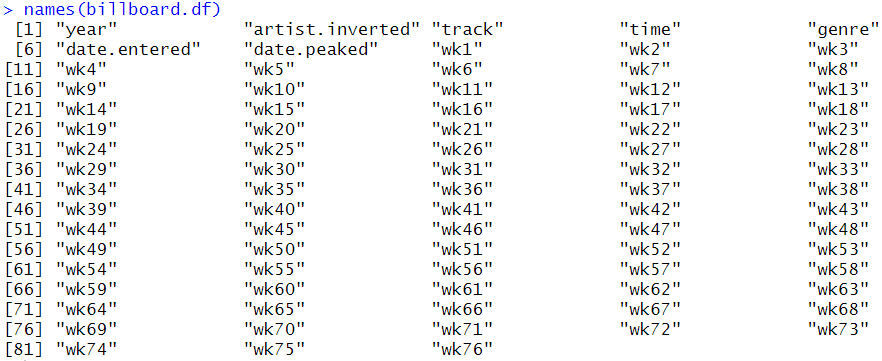 > names(billboard.df)
[1] "year" "artist.inverted" "track" "time" "genre"
[6] "date.entered" "date.peaked" "wk1" "wk2" "wk3"
[11] "wk4" "wk5" "wk6" "wk7" "wk8"
[16] "wk9" "wk10" "wk11" "wk12" "wk13"
[21] "wk14" "wk15" "wk16" "wk17" "wk18"
[26] "wk19" "wk20" "wk21" "wk22" "wk23"
[31] "wk24" "wk25" "wk26" "wk27" "wk28"
[36] "wk29" "wk30" "wk31" "wk32" "wk33"
[41] "wk34" "wk35" "wk36" "wk37" "wk38"
[46] "wk39" "wk40" "wk41" "wk42" "wk43"
[51] "wk44" "wk45" "wk46" "wk47" "wk48"
[56] "wk49" "wk50" "wk51" "wk52" "wk53"
[61] "wk54" "wk55" "wk56" "wk57" "wk58"
[66] "wk59" "wk60" "wk61" "wk62" "wk63"
[71] "wk64" "wk65" "wk66" "wk67" "wk68"
[76] "wk69" "wk70" "wk71" "wk72" "wk73"
[81] "wk74" "wk75" "wk76"